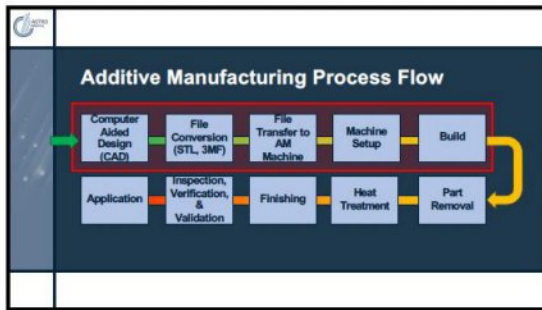 Additive Manufacturing Process Flow
Computer
Aided
Design
(CAD)
File
Conversion
(STL, 3MF)
File
Transfer to
AM
Machine
Machine
Setup
Build
Application
Inspection,
Verification,
&
Validation
Finishing
Heat
Treatment
Part
Removal